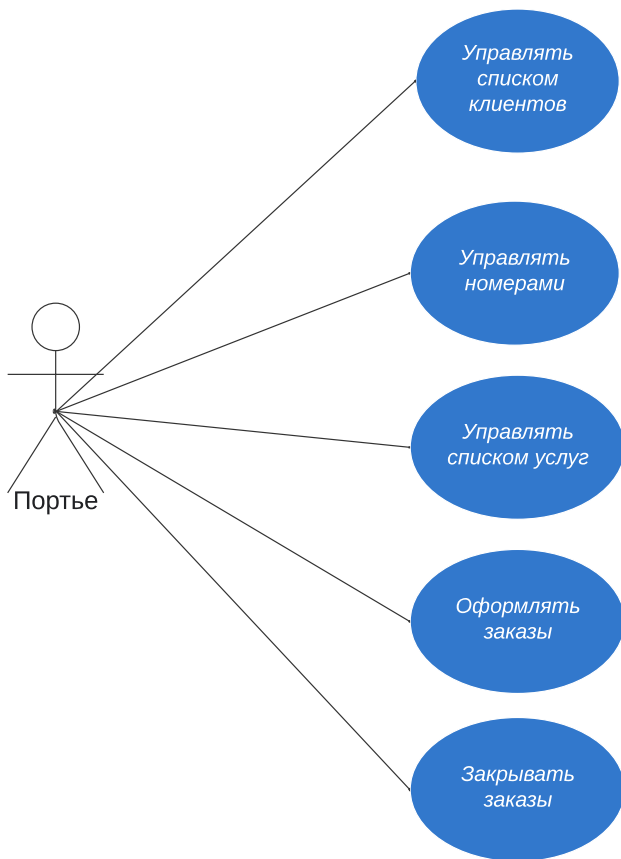 Управлять
списком
клиентов
Управлять
номерами
Управлять
списком услуг
Портье
Оформлять
заказы
Закрывать
заказы